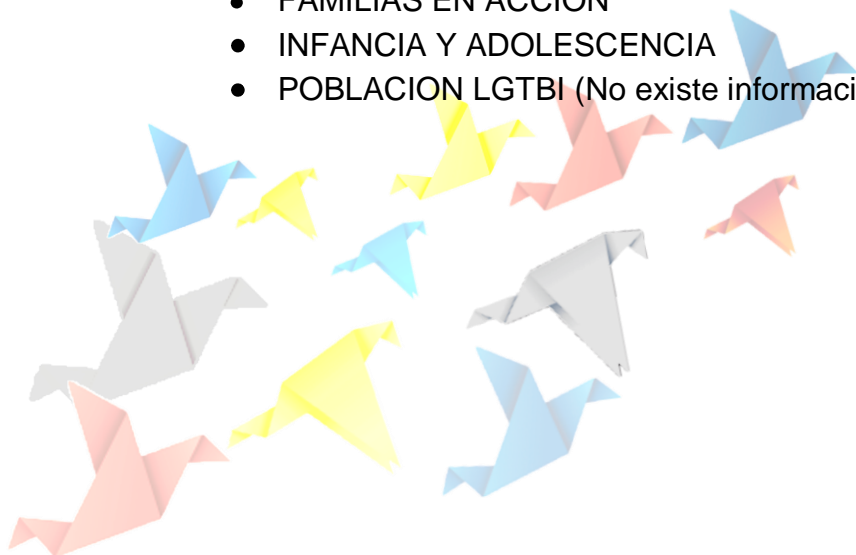 ● FAMILIAS EN ACCION
● INFANCIA Y ADOLESCENCIA
● POBLACION LGTBI (No existe informaci